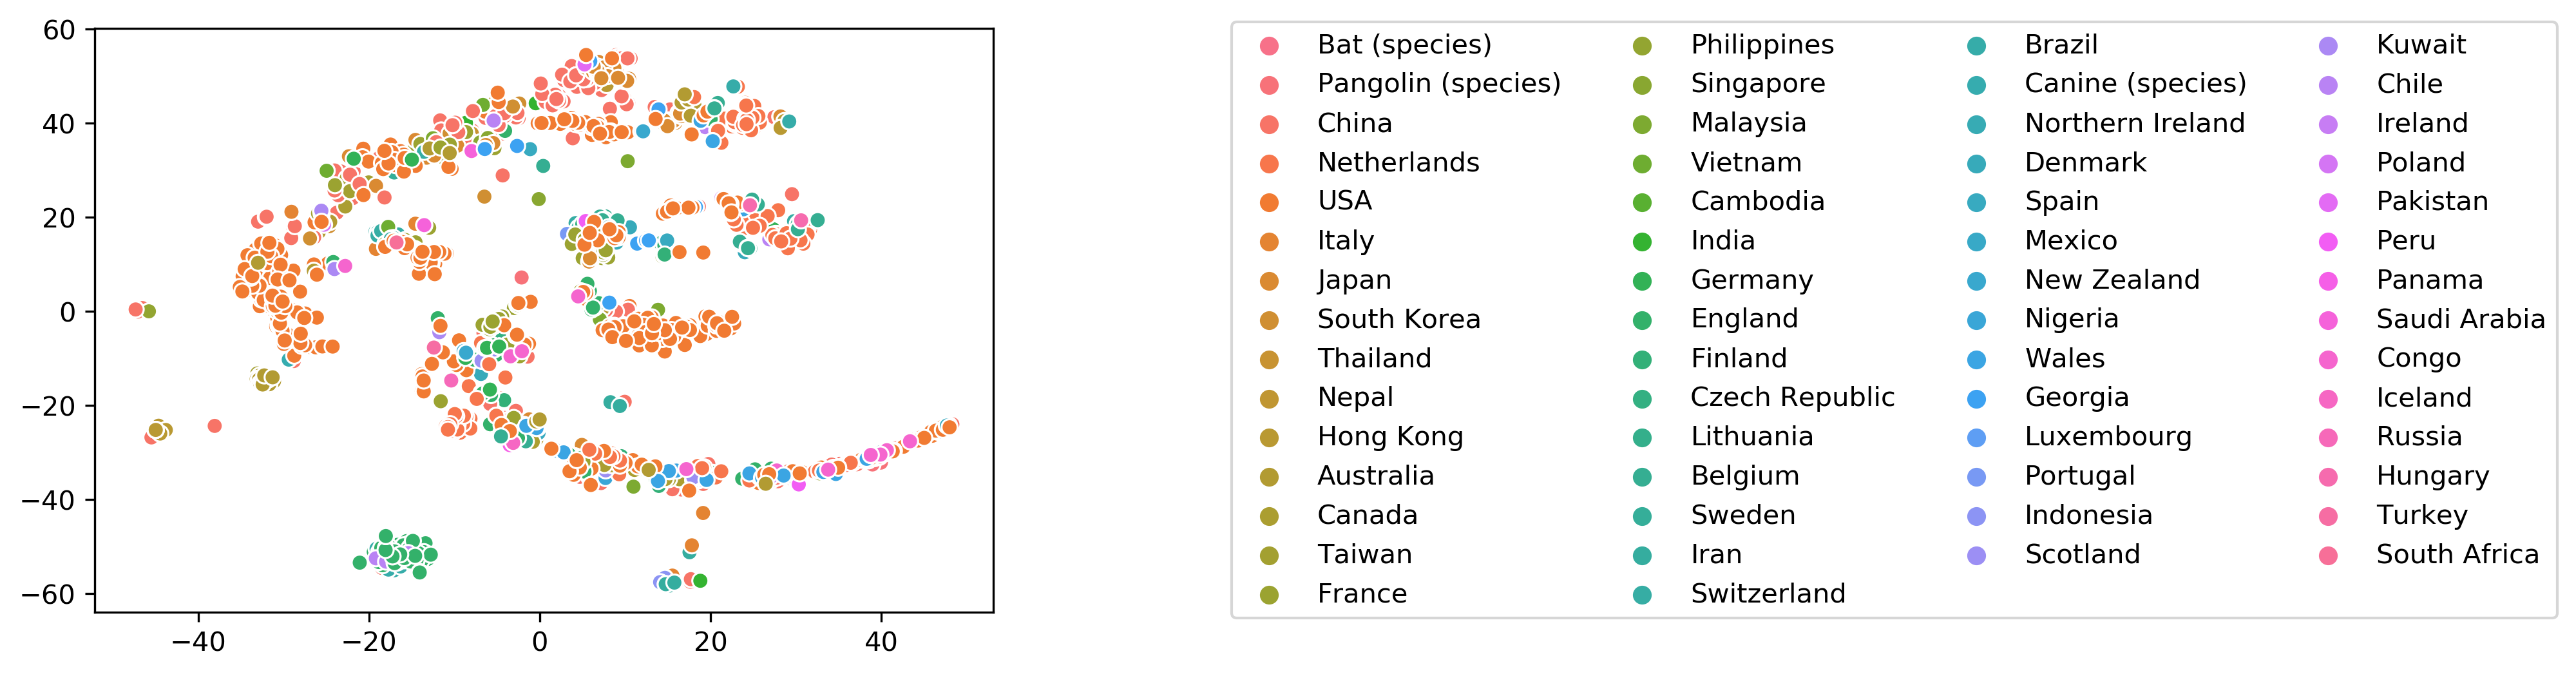 60
40
20
0
−20
−40
−60
−40
−20
0
20
40
Bat (species)
Pangolin (species)
China
Netherlands
USA
Italy
Japan
South Korea
Thailand
Nepal
Hong Kong
Australia
Canada
Taiwan
France
Philippines
Singapore
Malaysia
Vietnam
Cambodia
India
Germany
England
Finland
Czech Republic
Lithuania
Belgium
Sweden
Iran
Switzerland
Brazil
Canine (species)
Northern Ireland
Denmark
Spain
Mexico
New Zealand
Nigeria
Wales
Georgia
Luxembourg
Portugal
Indonesia
Scotland
Kuwait
Chile
Ireland
Poland
Pakistan
Peru
Panama
Saudi Arabia
Congo
Iceland
Russia
Hungary
Turkey
South Africa